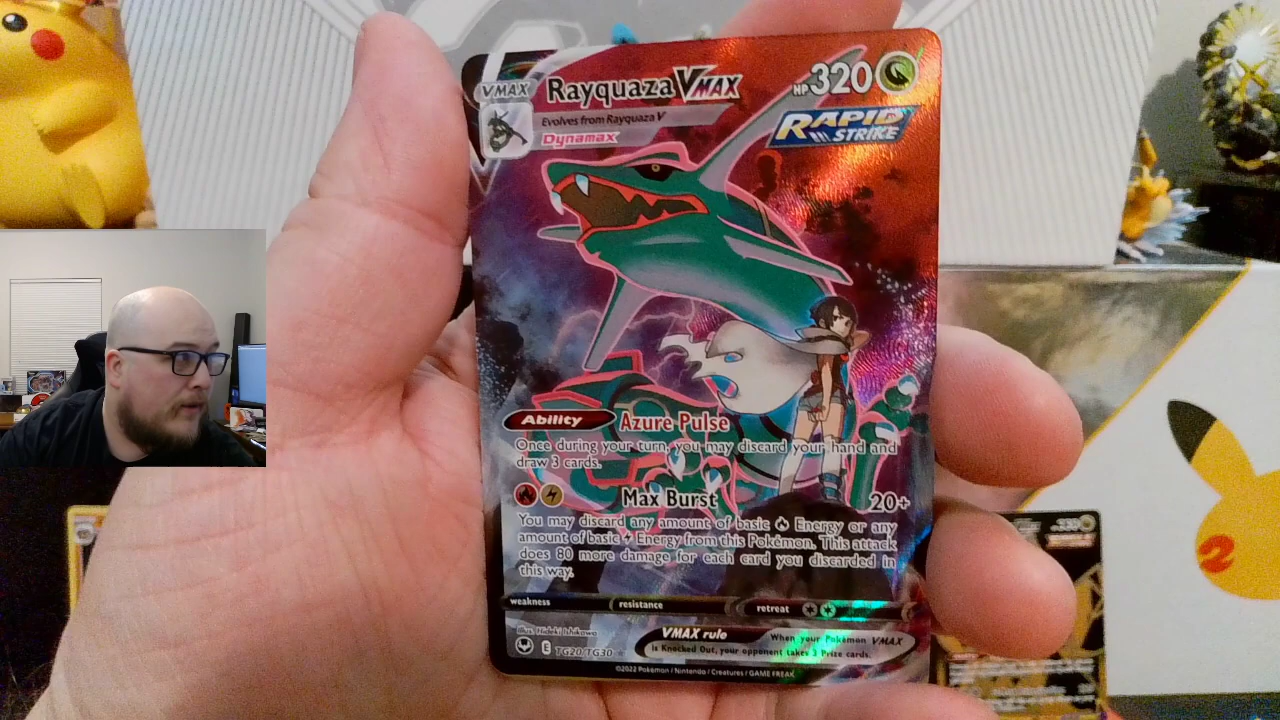 VMAX
Rayquaza VMAX
HP 320
Evolves from Rayquaza V
Dynamax
RAPID
STRIKE
Ability Azure Pulse
Once during your turn, you may discard your hand and
draw 3 cards.
Max Burst 20+
You may discard any amount of basic Energy or any
amount of basic Energy from this Pokémon. This attack
does 80 more damage for each card you discarded in
this way.
weakness resistance retreat
illus. Hideki Ishikawa
E TG20/TG30
VMAX rule When your Pokémon VMAX
is Knocked Out, your opponent takes 3 Prize cards.
©2022 Pokémon / Nintendo / Creatures / GAME FREAK